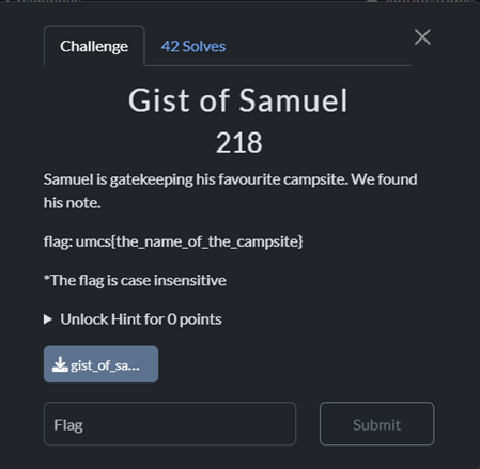 Challenge
42 Solves
Gist of Samuel
218
Samuel is gatekeeping his favourite campsite. We found
his note.
flag: umcs{the_name_of_the_campsite}
*The flag is case insensitive
Unlock Hint for 0 points
gist_of_sa...
Flag
Submit